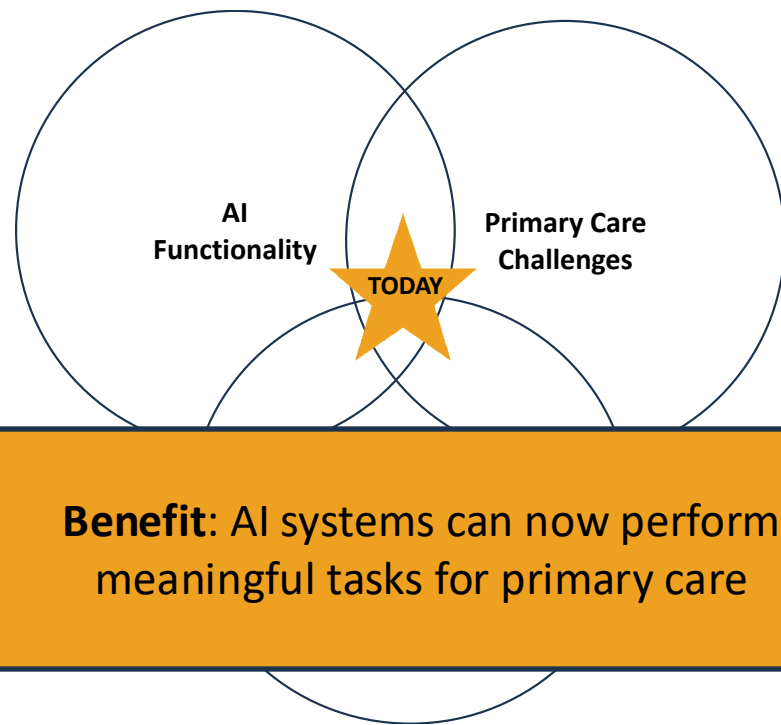 AI
Functionality
Primary Care
Challenges
TODAY
Benefit: AI systems can now perform
meaningful tasks for primary care